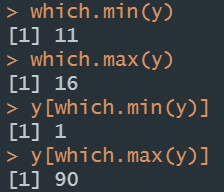 > which.min(y)
[1] 11
> which.max(y)
[1] 16
> y[which.min(y)]
[1] 1
> y[which.max(y)]
[1] 90